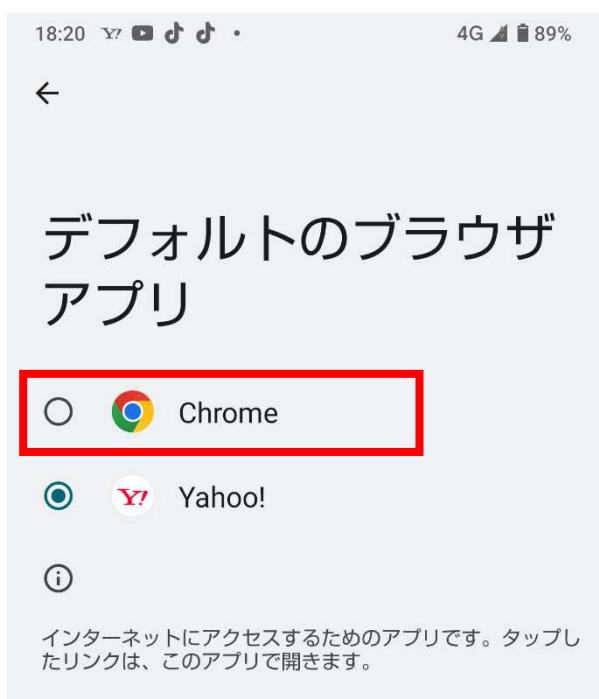 18:20 Y! 4G 89%
デフォルトのブラウザ
アプリ
Chrome
Y! Yahoo!
インターネットにアクセスするためのアプリです。タップし
たリンクは、このアプリで開きます。